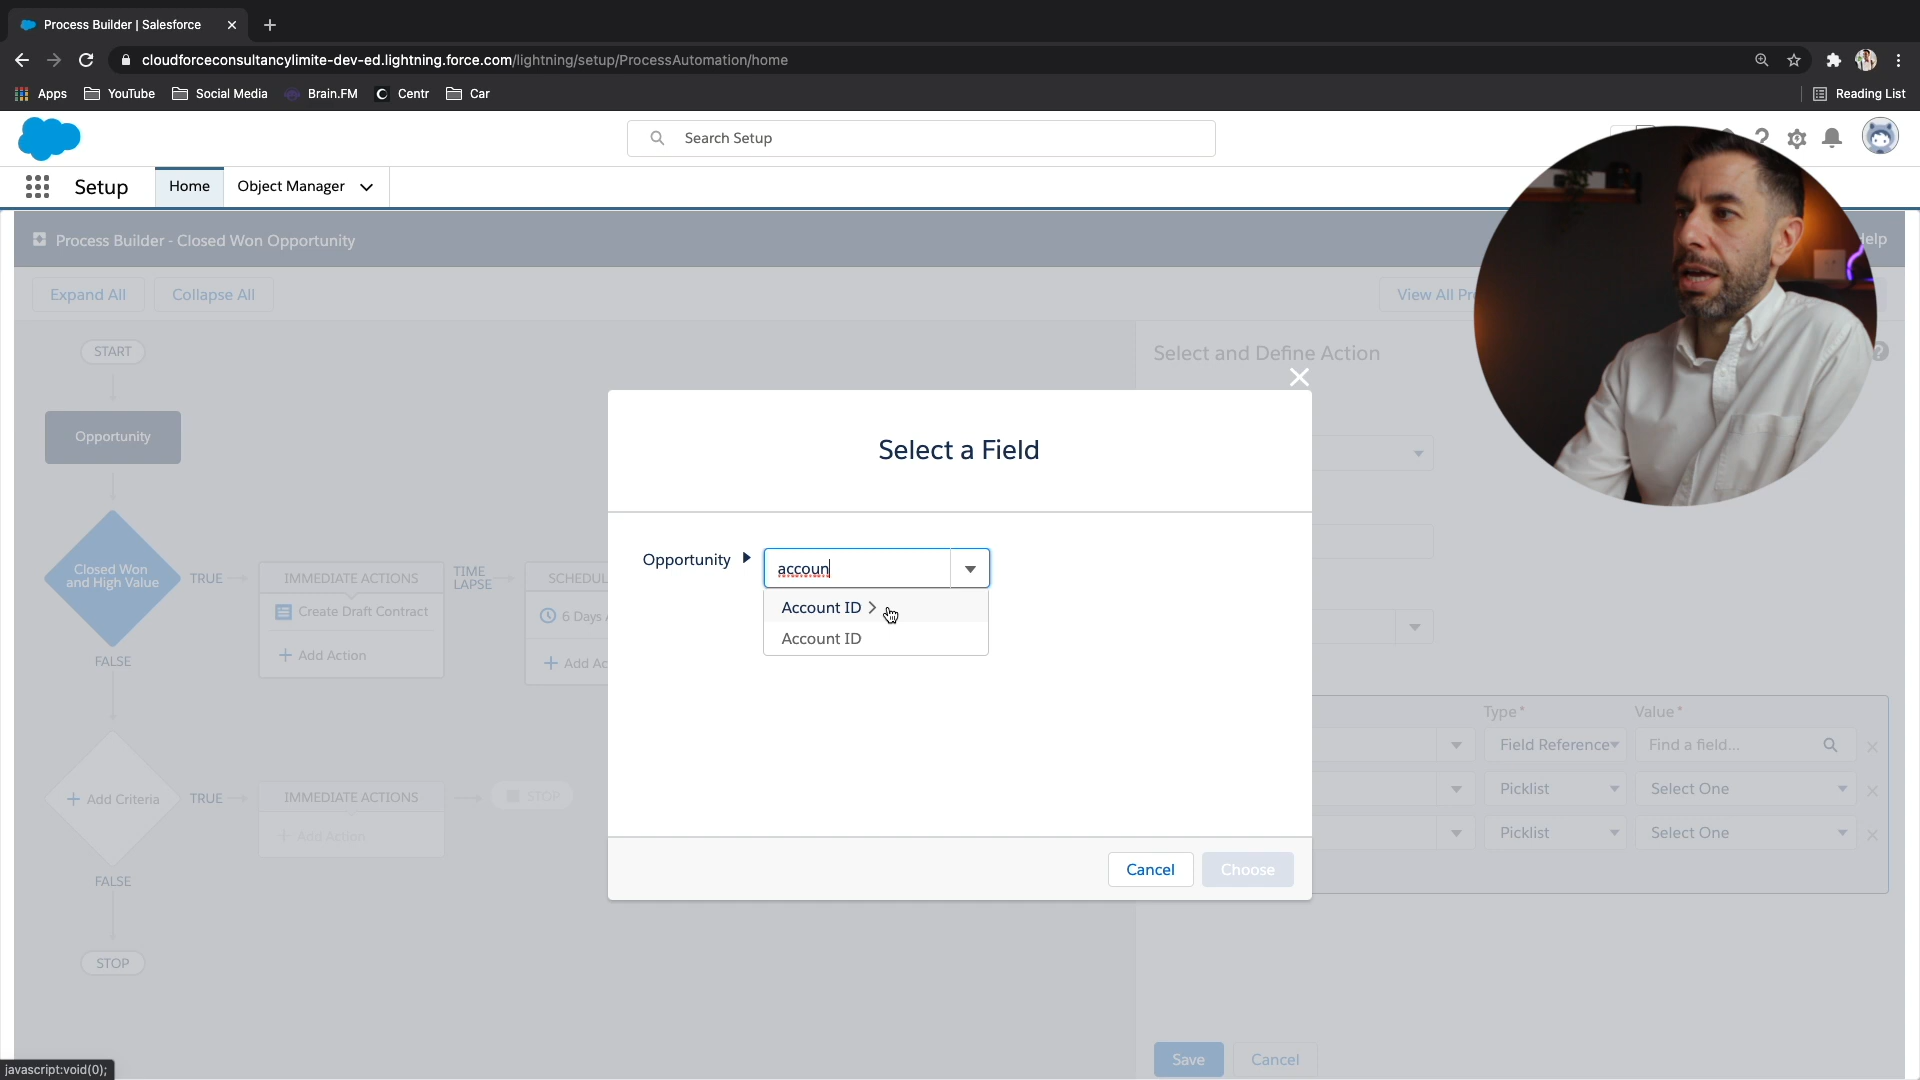 Process Builder | Salesforce
cloudforceconsultancylimite-dev-ed.lightning.force.com/lightning/setup/ProcessAutomation/home
Apps YouTube Social Media Brain.FM Centr Car Reading List
Search Setup
Setup Home Object Manager
Process Builder - Closed Won Opportunity
elp
Expand All Collapse All View All Pr
START
Select and Define Action
Opportunity
Select a Field
Opportunity accoun
Account ID >
Account ID
Closed Won
and High Value
TRUE
IMMEDIATE ACTIONS
Create Draft Contract
+ Add Action
TIME
LAPSE
SCHEDUL
6 Days
+ Add Ac
FALSE
Type* Value*
Field Reference Find a field...
Picklist Select One
Picklist Select One
+ Add Criteria
TRUE
IMMEDIATE ACTIONS
+ Add Action
STOP
Cancel Choose
FALSE
STOP
Save Cancel
javascript:void(0);